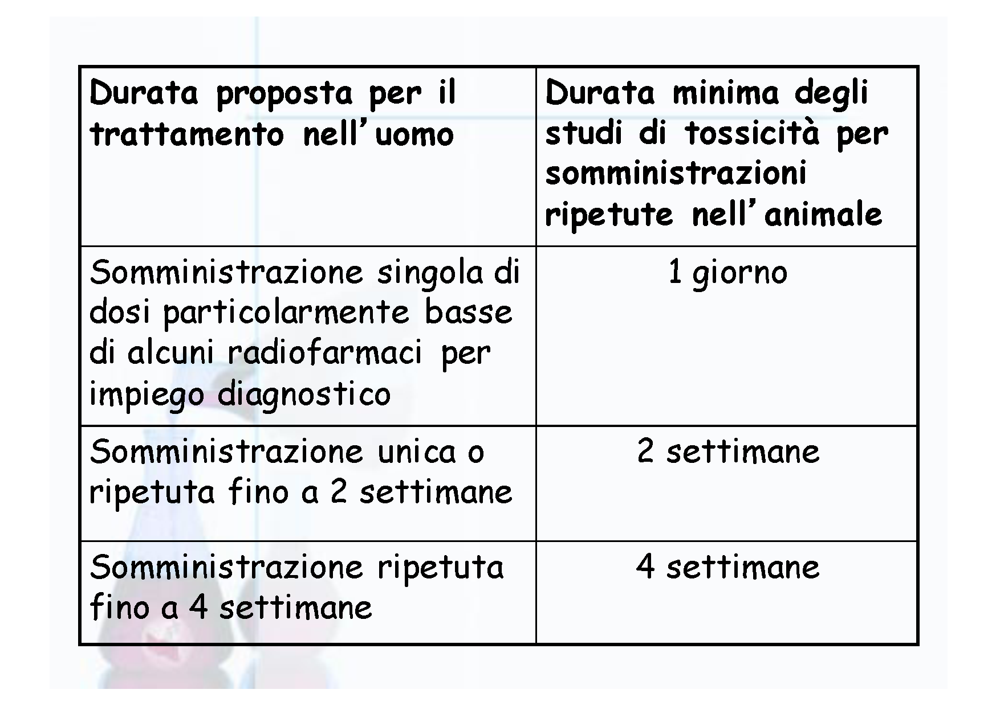 Durata proposta per il
trattamento nell’uomo
Durata minima degli
studi di tossicità per
somministrazioni
ripetute nell’animale
Somministrazione singola di
dosi particolarmente basse
di alcuni radiofarmaci per
impiego diagnostico
1 giorno
Somministrazione unica o
ripetuta fino a 2 settimane
2 settimane
Somministrazione ripetuta
fino a 4 settimane
4 settimane